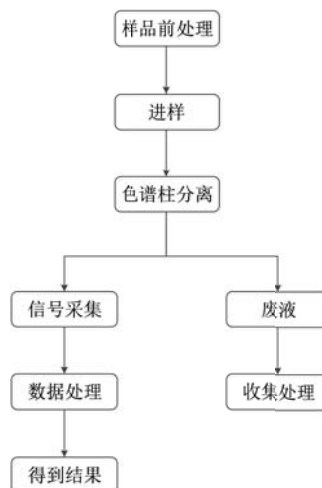 样品前处理
进样
色谱柱分离
信号采集
废液
数据处理
收集处理
得到结果